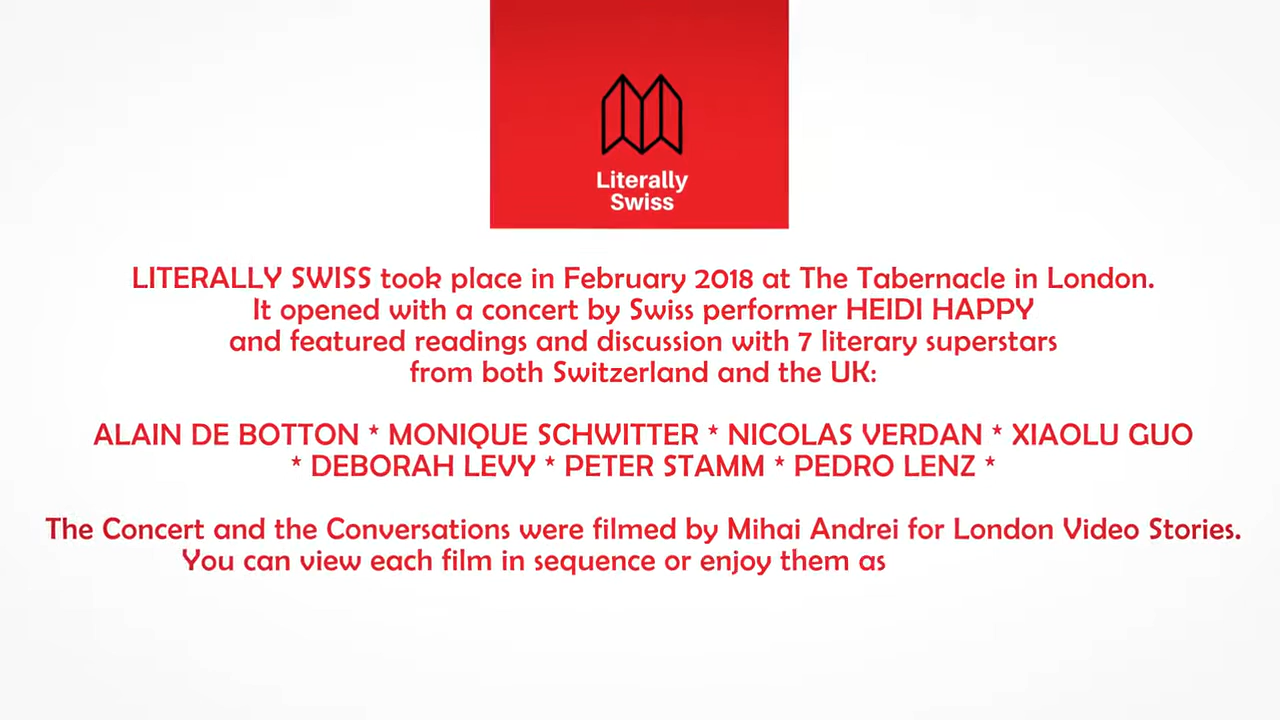 Literally
Swiss
LITERALLY SWISS took place in February 2018 at The Tabernacle in London.
It opened with a concert by Swiss performer HEIDI HAPPY
and featured readings and discussion with 7 literary superstars
from both Switzerland and the UK:
ALAIN DE BOTTON * MONIQUE SCHWITTER * NICOLAS VERDAN * XIAOLU GUO
* DEBORAH LEVY * PETER STAMM * PEDRO LENZ *
The Concert and the Conversations were filmed by Mihai Andrei for London Video Stories.
You can view each film in sequence or enjoy them as